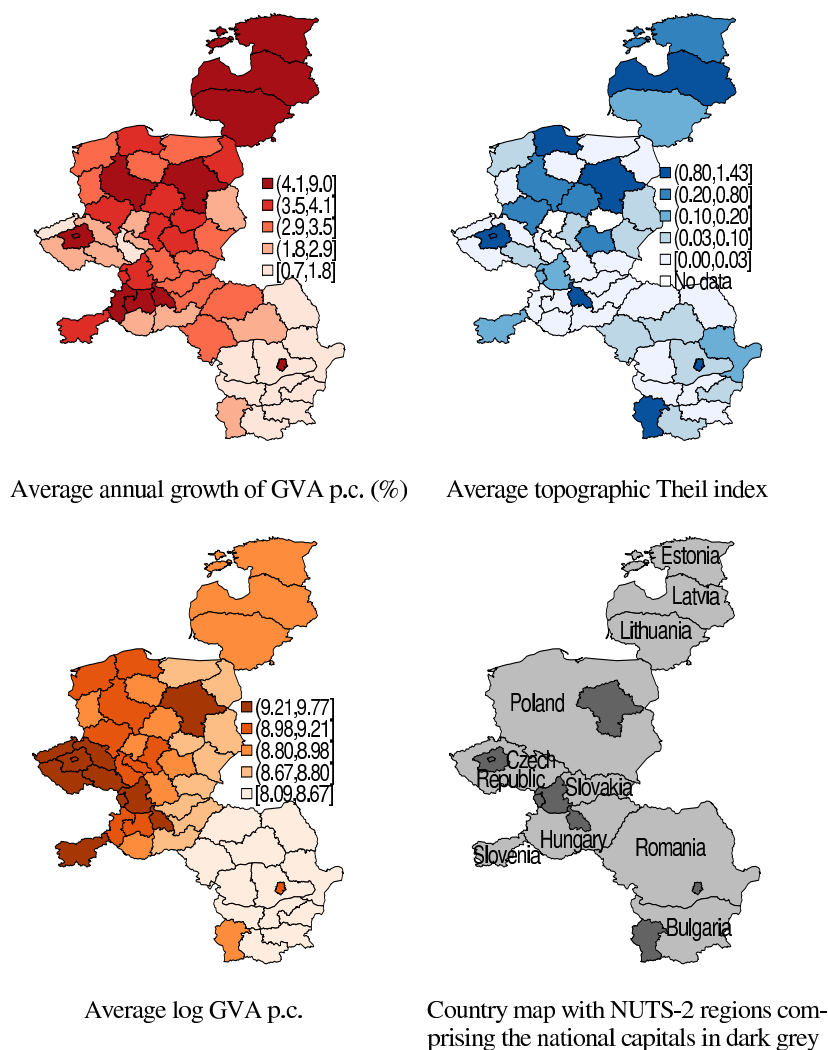 (4.1,9.0]
(3.5,4.1]
(2.9,3.5]
(1.8,2.9]
[0.7,1.8]
(0.80,1.43]
(0.20,0.80]
(0.10,0.20]
(0.03,0.10]
[0.00,0.03]
No data
Average annual growth of GVA p.c. (%)
Average topographic Theil index
(9.21,9.77]
(8.98,9.21]
(8.80,8.98]
(8.67,8.80]
[8.09,8.67]
Estonia
Latvia
Lithuania
Poland
Czech
Republic
Slovakia
Hungary
Slovenia
Romania
Bulgaria
Average log GVA p.c.
Country map with NUTS-2 regions com-
prising the national capitals in dark grey